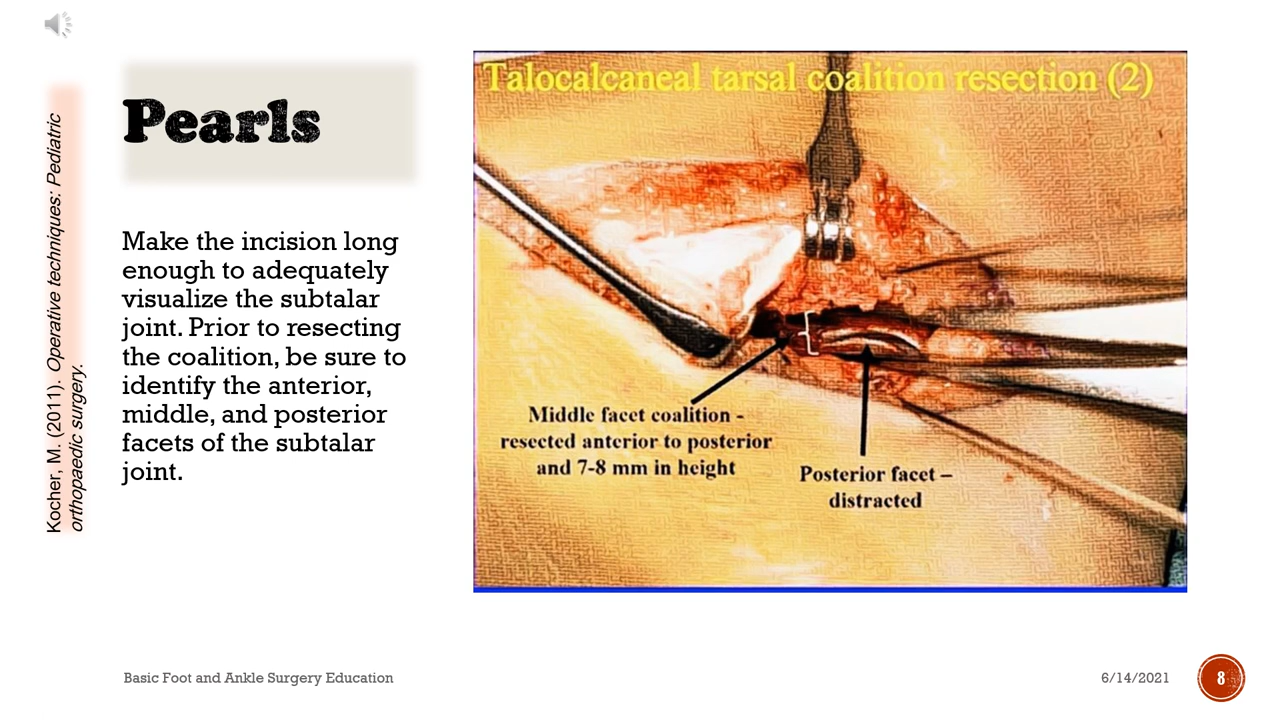 Kocher, M. (2011). Operative techniques: Pediatric
orthopaedic surgery.
Pearls
Make the incision long
enough to adequately
visualize the subtalar
joint. Prior to resecting
the coalition, be sure to
identify the anterior,
middle, and posterior
facets of the subtalar
joint.
Talocalcaneal tarsal coalition resection (2)
Middle facet coalition -
resected anterior to posterior
and 7-8 mm in height
Posterior facet –
distracted
Basic Foot and Ankle Surgery Education
6/14/2021
8